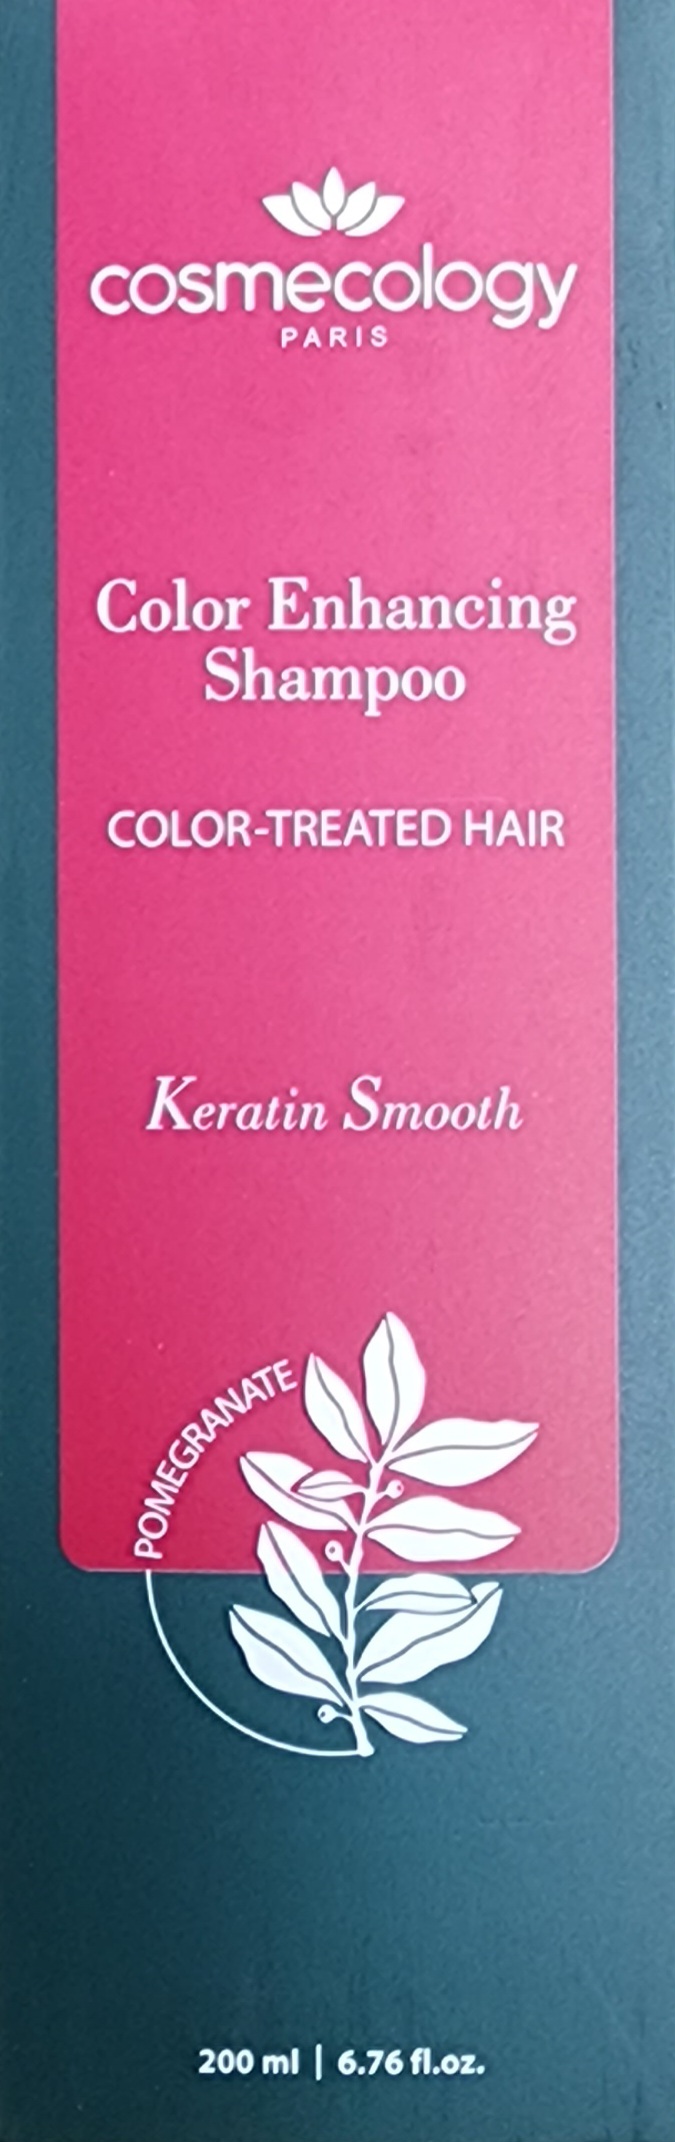 cosmecology
PARIS
Color Enhancing
Shampoo
COLOR-TREATED HAIR
Keratin Smooth
POMEGRANATE
200 ml | 6.76 fl.oz.